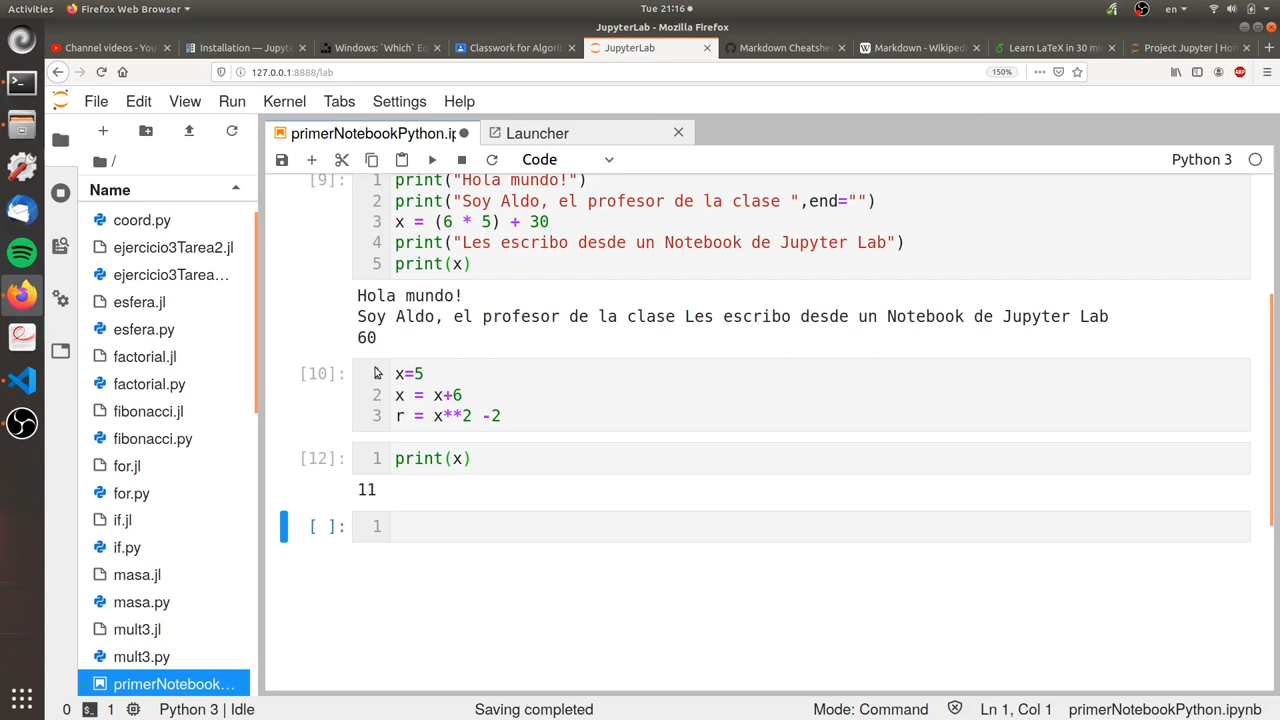 Activities Firefox Web Browser Tue 21:16 en
JupyterLab - Mozilla Firefox
Channel videos - You Installation — Jupyte Windows: `Which` Eq Classwork for Algorit JupyterLab Markdown Cheatshe Markdown - Wikiped Learn LaTeX in 30 mi Project Jupyter | Hom
127.0.0.1:8888/lab 150%
File Edit View Run Kernel Tabs Settings Help
primerNotebookPython.ip Launcher
Code Python 3
/
Name
coord.py
ejercicio3Tarea2.jl
ejercicio3Tarea...
esfera.jl
esfera.py
factorial.jl
factorial.py
fibonacci.jl
fibonacci.py
for.jl
for.py
if.jl
if.py
masa.jl
masa.py
mult3.jl
mult3.py
primerNotebook...
[9]: 1 print("Hola mundo!")
2 print("Soy Aldo, el profesor de la clase ",end="")
3 x = (6 * 5) + 30
4 print("Les escribo desde un Notebook de Jupyter Lab")
5 print(x)
Hola mundo!
Soy Aldo, el profesor de la clase Les escribo desde un Notebook de Jupyter Lab
60
[10]: x=5
2 x = x+6
3 r = x**2 -2
[12]: 1 print(x)
11
[ ]: 1
0 1 Python 3 | Idle Saving completed Mode: Command Ln 1, Col 1 primerNotebookPython.ipynb